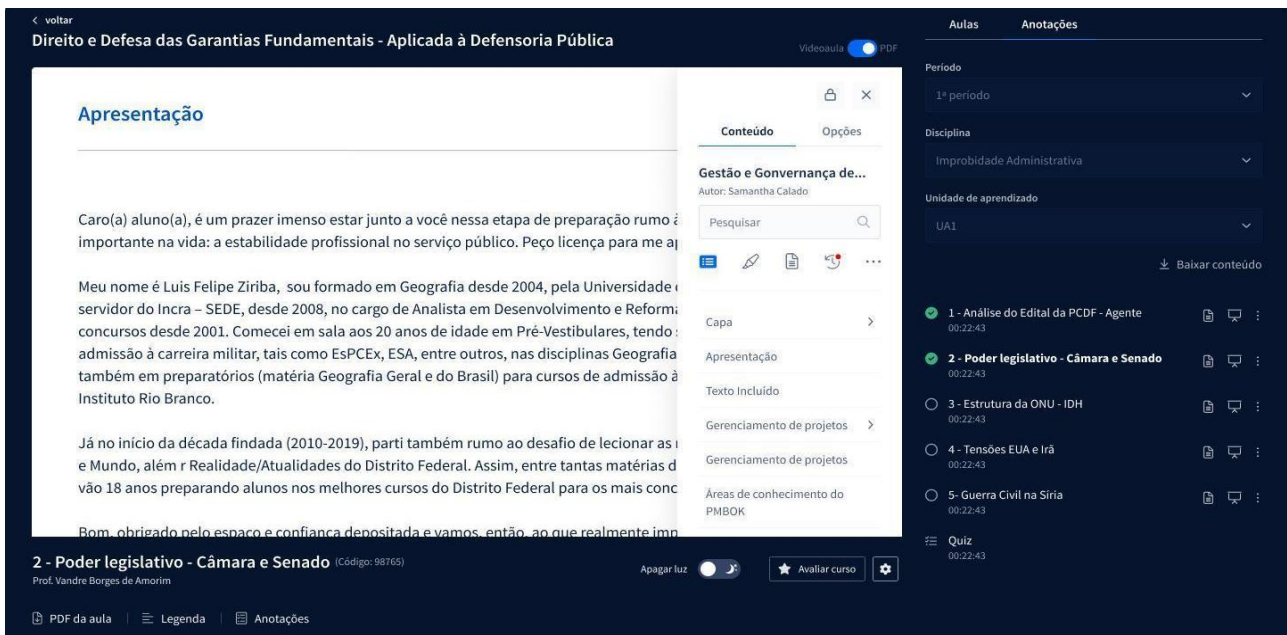 voltar
Direito e Defesa das Garantias Fundamentais - Aplicada à Defensoria Pública
Videoaula PDF
Apresentação
Caro(a) aluno(a), é um prazer imenso estar junto a você nessa etapa de preparação rumo
importante na vida: a estabilidade profissional no serviço público. Peço licença para me
Meu nome é Luis Felipe Ziriba, sou formado em Geografia desde 2004, pela Universidade
servidor do Incra – SEDE, desde 2008, no cargo de Analista em Desenvolvimento e
concursos desde 2001. Comecei em sala aos 20 anos de idade em Pré-Vestibulares, tendo
admissão à carreira militar, tais como EsPCEx, ESA, entre outros, nas disciplinas Geografia
também em preparatórios (matéria Geografia Geral e do Brasil) para cursos de admissão
Instituto Rio Branco.
Já no início da década findada (2010-2019), parti também rumo ao desafio de lecionar as
e Mundo, além r Realidade/Atualidades do Distrito Federal. Assim, entre tantas matérias
vão 18 anos preparando alunos nos melhores cursos do Distrito Federal para os mais
Bom, obrigado pelo espaço e confiança depositada e vamos, então, ao que realmente
Conteúdo Opções
Gestão e Gonvernança de...
Autor: Samantha Calado
Pesquisar
Capa
Apresentação
Texto Incluído
Gerenciamento de projetos
Gerenciamento de projetos
Áreas de conhecimento do
PMBOK
2 - Poder legislativo - Câmara e Senado (Código: 98765)
Prof. Vandre Borges de Amorim
Apagar luz
Avaliar curso
PDF da aula
Legenda
Anotações
Aulas Anotações
Período
1º periodo
Disciplina
Improbidade Administrativa
Unidade de aprendizado
UA1
Baixar conteúdo
1 - Análise do Edital da PCDF - Agente
00:22:43
2 - Poder legislativo - Câmara e Senado
00:22:43
3 - Estrutura da ONU - IDH
00:22:43
4 - Tensões EUA e Irã
00:22:43
5- Guerra Civil na Síria
00:22:43
Quiz
00:22:43